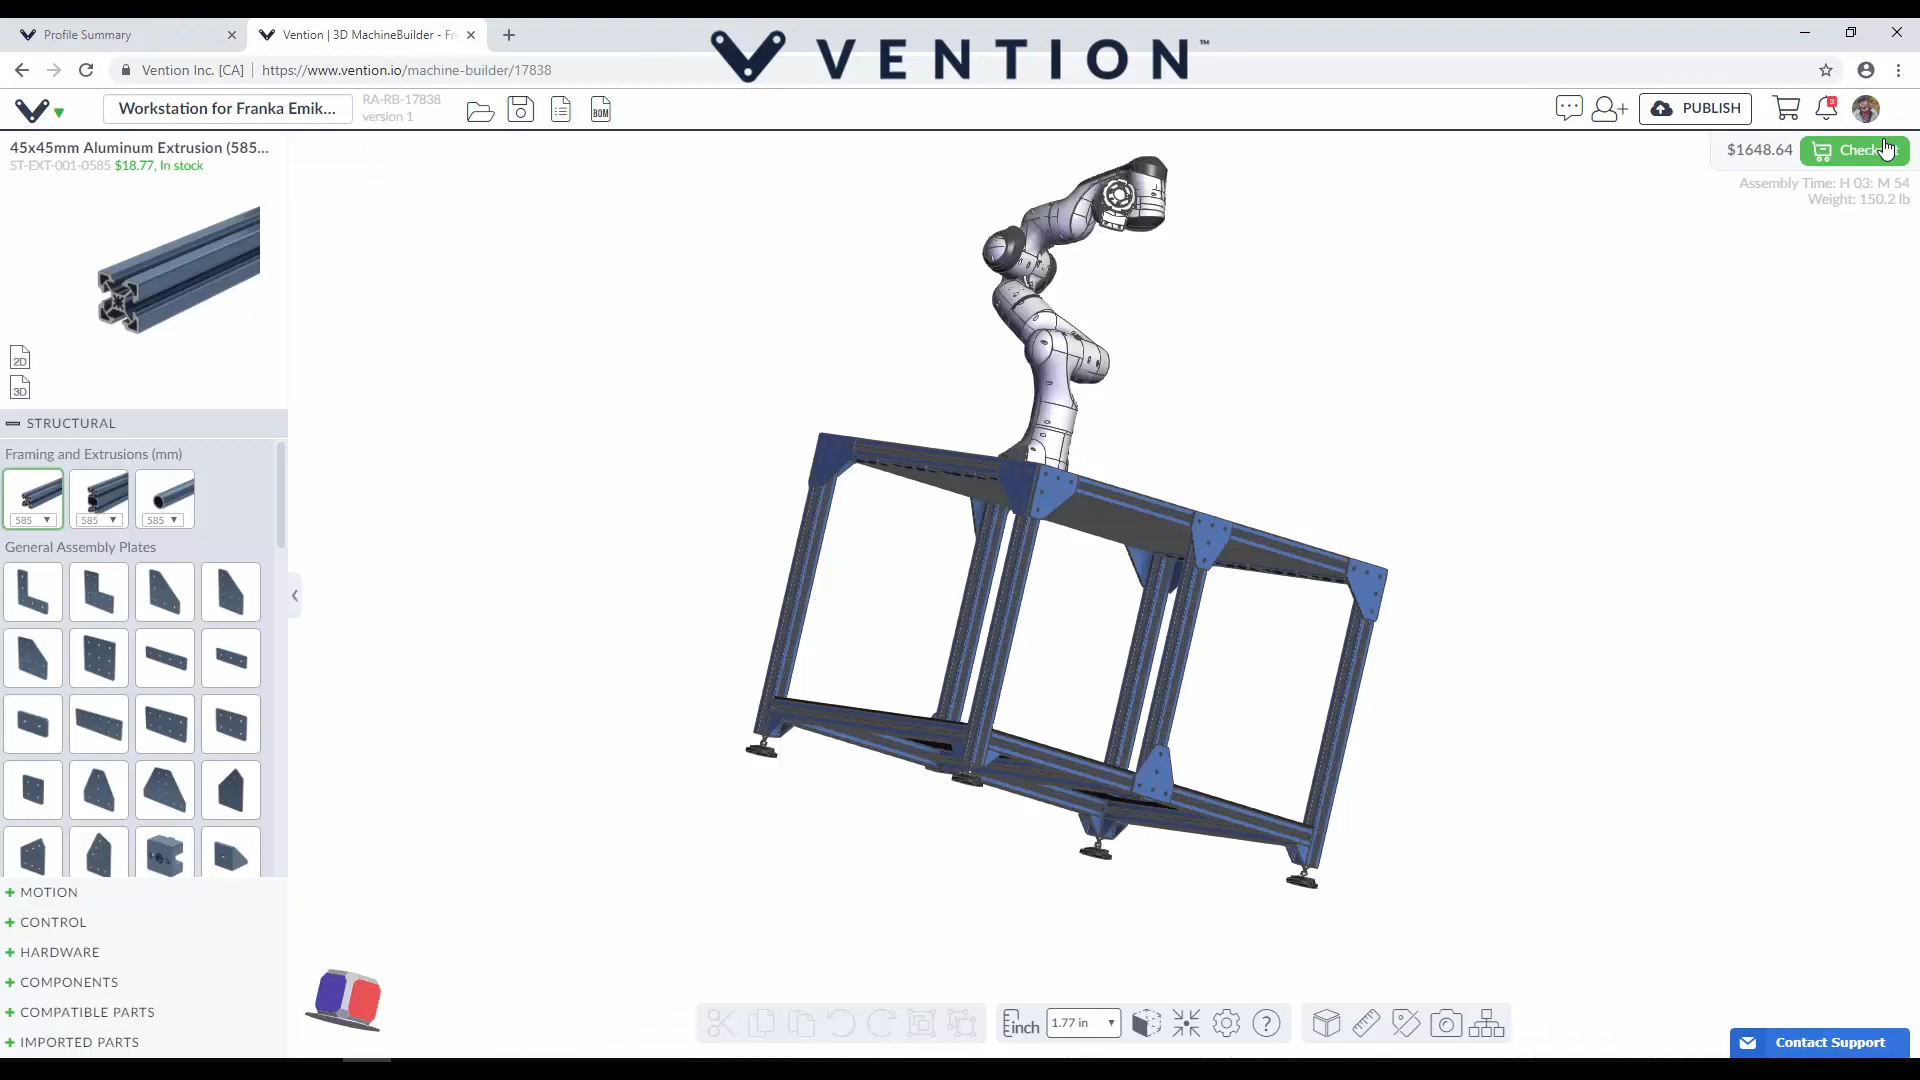 Profile Summary
Vention | 3D MachineBuilder - Fr
VENTION™
Vention Inc. [CA] | https://www.vention.io/machine-builder/17838
Workstation for Franka Emik...
RA-RB-17838
version 1
BOM
PUBLISH
3
45x45mm Aluminum Extrusion (585...
ST-EXT-001-0585 $18.77, In stock
$1648.64
Check
Assembly Time: H 03: M 54
Weight: 150.2 lb
2D
3D
STRUCTURAL
Framing and Extrusions (mm)
585 585 585
General Assembly Plates
MOTION
CONTROL
HARDWARE
COMPONENTS
COMPATIBLE PARTS
IMPORTED PARTS
inch 1.77 in
Contact Support